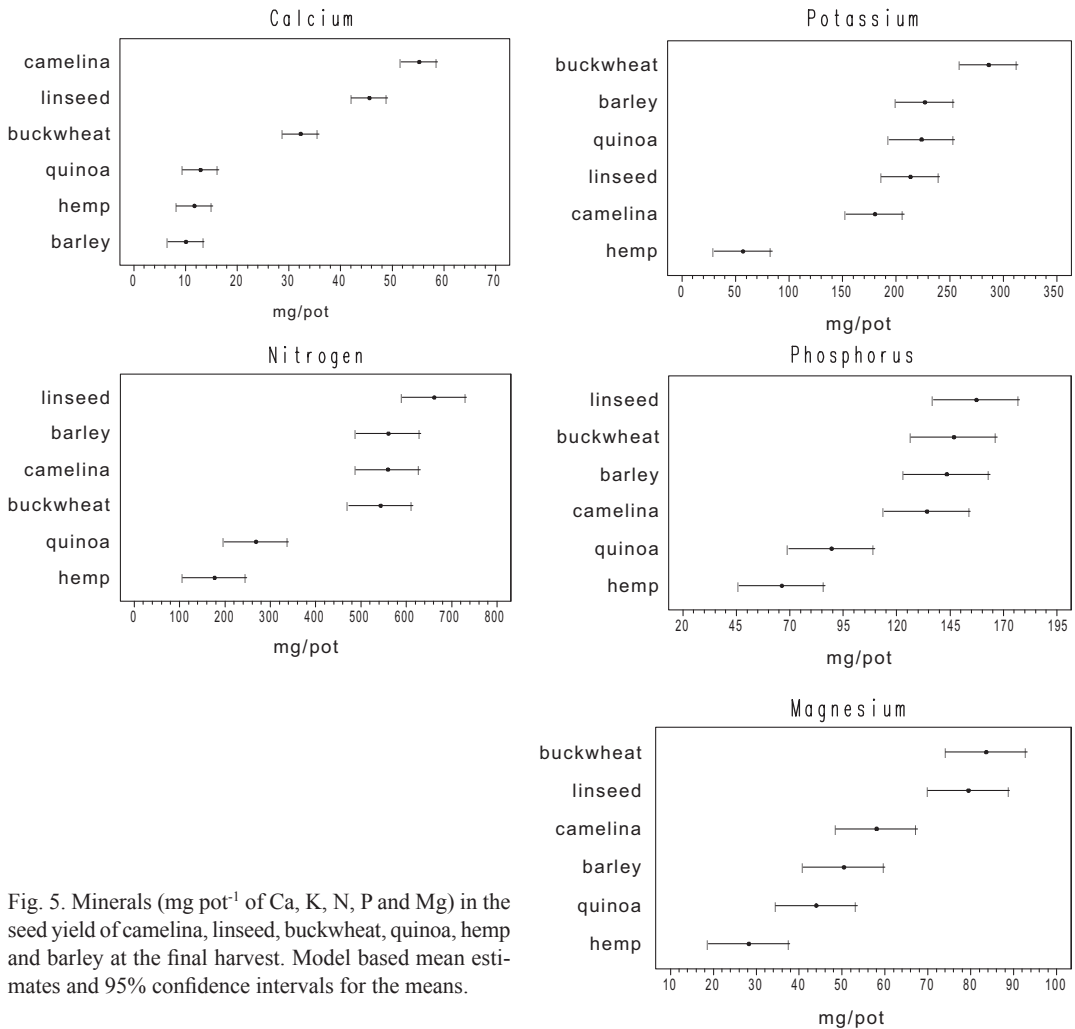 Calcium
camelina
linseed
buckwheat
quinoa
hemp
barley
0 10 20 30 40 50 60 70
mg/pot
Potassium
buckwheat
barley
quinoa
linseed
camelina
hemp
0 50 100 150 200 250 300 350
mg/pot
Nitrogen
linseed
barley
camelina
buckwheat
quinoa
hemp
0 100 200 300 400 500 600 700 800
mg/pot
Phosphorus
linseed
buckwheat
barley
camelina
quinoa
hemp
20 45 70 95 120 145 170 195
mg/pot
Magnesium
buckwheat
linseed
camelina
barley
quinoa
hemp
10 20 30 40 50 60 70 80 90 100
mg/pot
Fig. 5. Minerals (mg pot-1 of Ca, K, N, P and Mg) in the
seed yield of camelina, linseed, buckwheat, quinoa, hemp
and barley at the final harvest. Model based mean esti-
mates and 95% confidence intervals for the means.